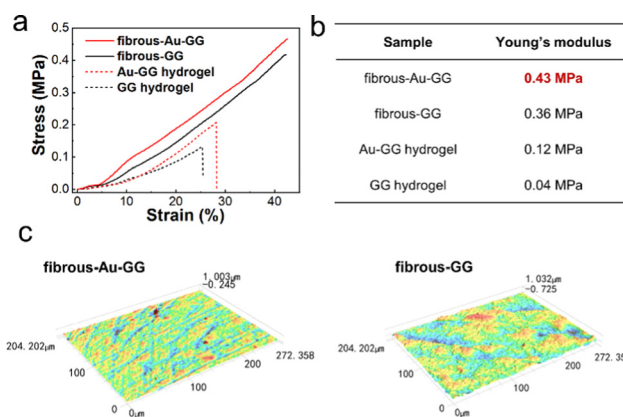 a
0.5
0.4
0.3
0.2
0.1
0.0
Stress (MPa)
fibrous-Au-GG
fibrous-GG
Au-GG hydrogel
GG hydrogel
0 10 20 30 40
Strain (%)
b
Sample Young's modulus
fibrous-Au-GG 0.43 MPa
fibrous-GG 0.36 MPa
Au-GG hydrogel 0.12 MPa
GG hydrogel 0.04 MPa
c
fibrous-Au-GG
1.003μm
-0.245
204.202μm
272.358
100
200
100
0 0μm
fibrous-GG
1.032μm
-0.725
204.202μm
272.358
100
200
100
0 0μm